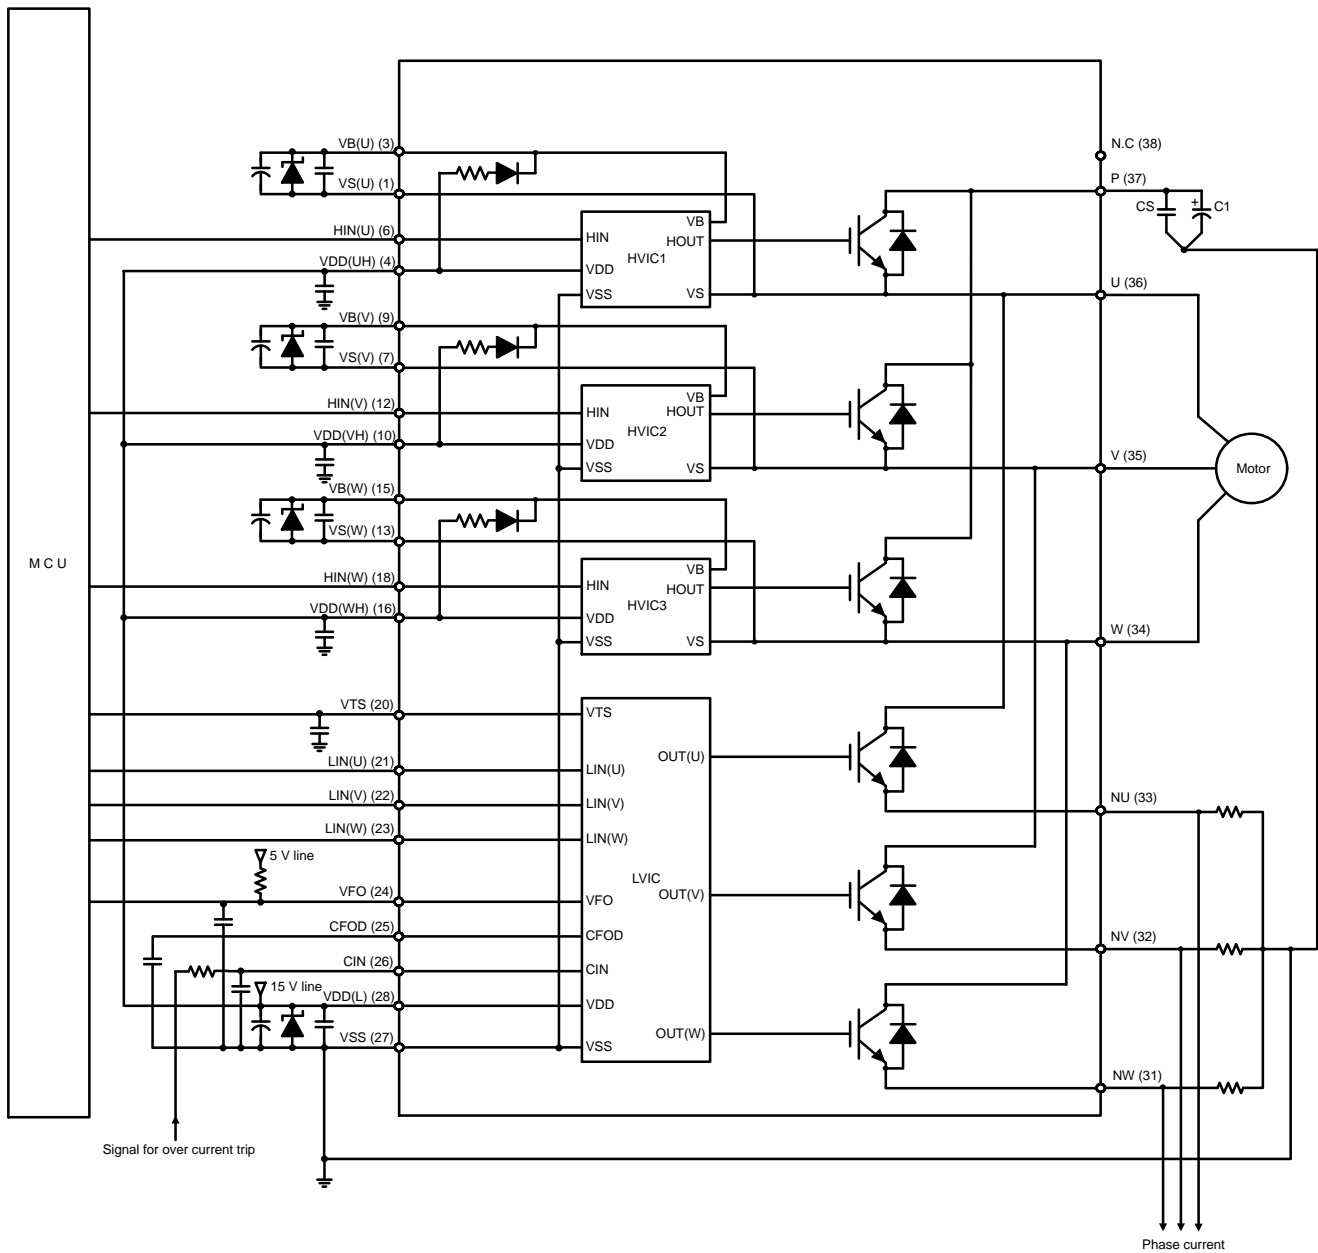 M C U
VB(U) (3)
VS(U) (1)
HIN(U) (6)
VDD(UH) (4)
VB(V) (9)
VS(V) (7)
HIN(V) (12)
VDD(VH) (10)
VB(W) (15)
VS(W) (13)
HIN(W) (18)
VDD(WH) (16)
VTS (20)
LIN(U) (21)
LIN(V) (22)
LIN(W) (23)
5 V line
VFO (24)
CFOD (25)
CIN (26)
15 V line
VDD(L) (28)
VSS (27)
Signal for over current trip
VB
HIN
HOUT
HVIC1
VDD
VSS
VS
VB
HIN
HOUT
HVIC2
VDD
VSS
VS
VB
HIN
HOUT
HVIC3
VDD
VSS
VS
VTS
OUT(U)
LIN(U)
LIN(V)
LIN(W)
LVIC
OUT(V)
VFO
CFOD
CIN
VDD
OUT(W)
VSS
N.C (38)
P (37)
CS
+
C1
U (36)
V (35)
Motor
W (34)
NU (33)
NV (32)
NW (31)
Phase current